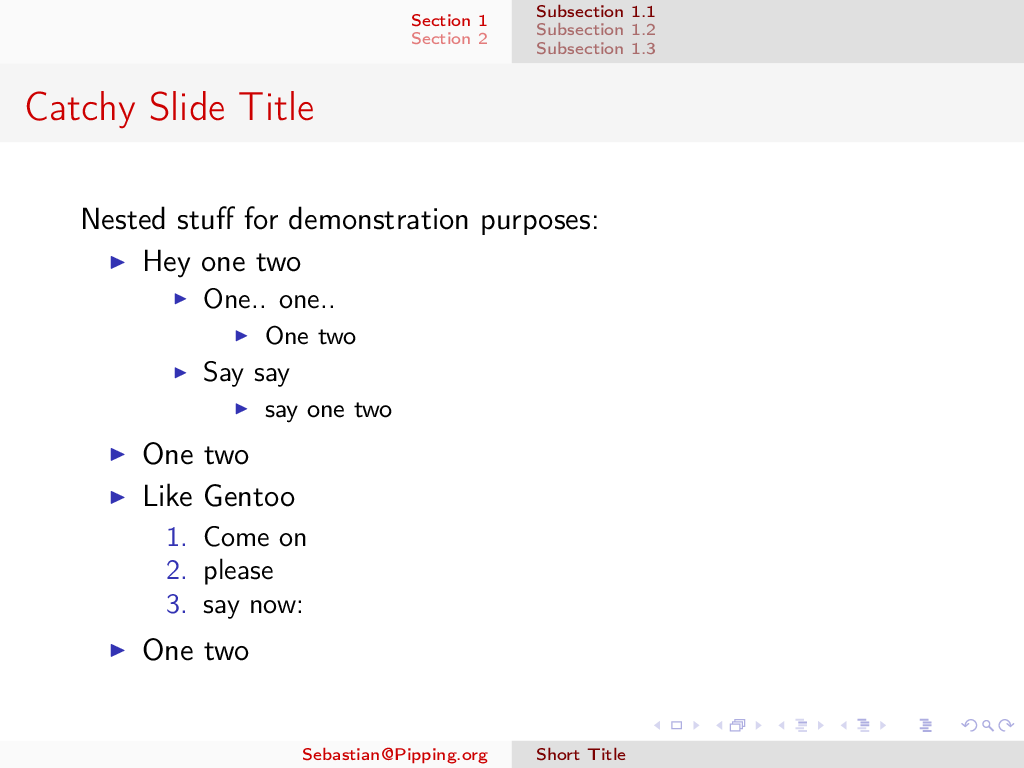 Section 1
Section 2
Subsection 1.1
Subsection 1.2
Subsection 1.3
Catchy Slide Title
Nested stuff for demonstration purposes:
Hey one two
One.. one..
One two
Say say
say one two
One two
Like Gentoo
1. Come on
2. please
3. say now:
One two
Sebastian@Pipping.org
Short Title